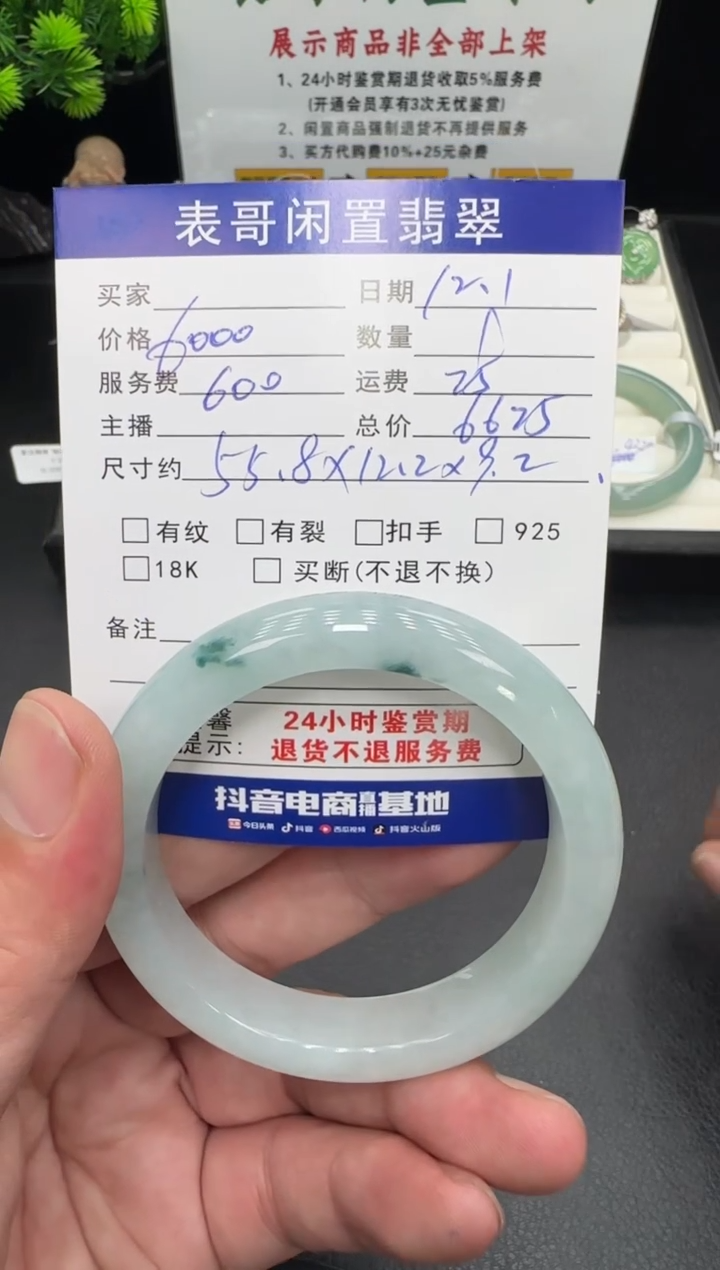 展示商品非全部上架
1、24小时鉴赏期退货收取5%服务费
(开通会员享有3次无忧鉴赏)
2、闲置商品强制退货不再提供服务
3、买方代购费10%+25元杂费
表哥闲置翡翠
买家 日期 12.1
价格 6000 数量 1
服务费 600 运费 25
主播 总价 6625
尺寸约 55.8×12.2×9.2
□有纹 □有裂 □扣手 □ 925
□18K □ 买断(不退不换)
备注
馨 24小时鉴赏期
提示: 退货不退服务费
抖音电商直播基地
今日头条 抖音 西瓜视频 抖音火山版